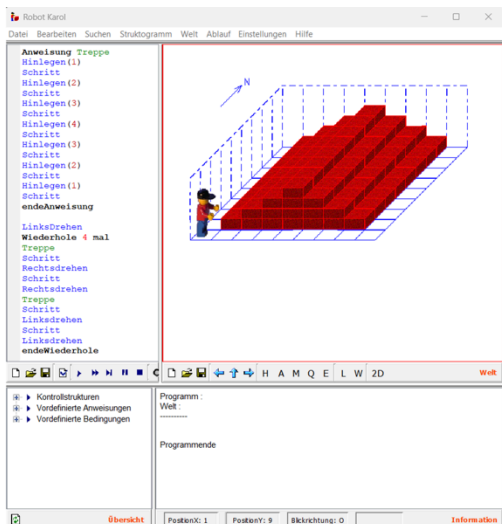 Robot Karol
Datei Bearbeiten Suchen Struktogramm Welt Ablauf Einstellungen Hilfe
Anweisung Treppe
Hinlegen(1)
Schritt
Hinlegen(2)
Schritt
Hinlegen(3)
Schritt
Hinlegen(4)
Schritt
Hinlegen(3)
Schritt
Hinlegen(2)
Schritt
Hinlegen(1)
Schritt
endeAnweisung
LinksDrehen
Wiederhole 4 mal
Treppe
Schritt
Rechtsdrehen
Schritt
Rechtsdrehen
Treppe
Schritt
Linksdrehen
Schritt
Linksdrehen
endeWiederhole
N
H A M Q E L W 2D Welt
Kontrollstrukturen
Vordefinierte Anweisungen
Vordefinierte Bedingungen
Programm :
Welt :
----------
Programmende
Übersicht
PositionX: 1 PositionY: 9 Blickrichtung: O Information